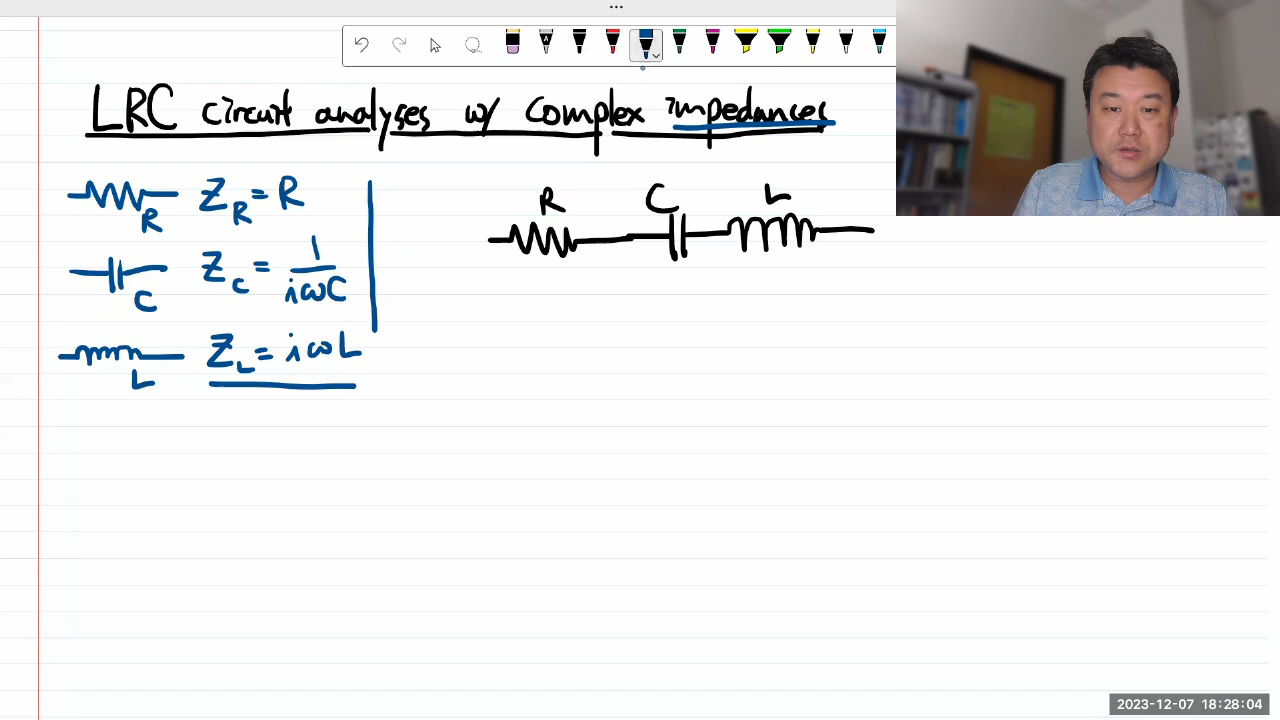 LRC circuit analyses w/ complex impedances
R Z_R = R
C Z_C = 1/iωC
L Z_L = iωL
R C L
2023-12-07 18:28:04